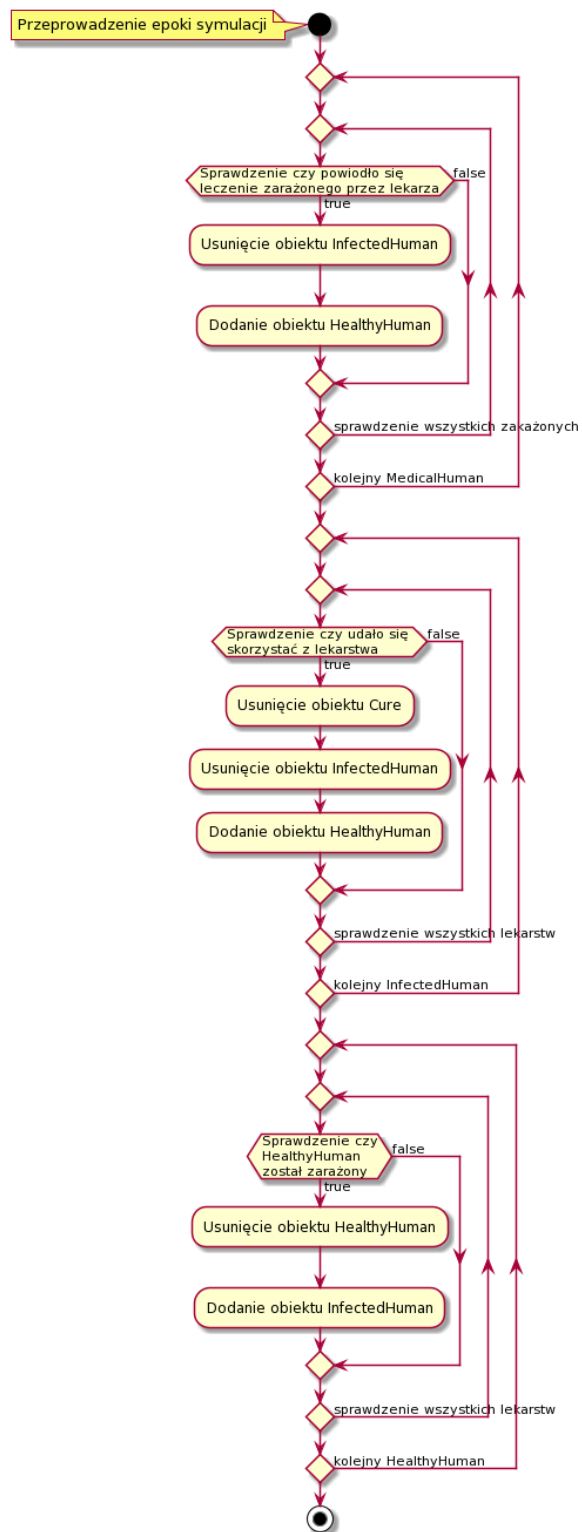 Przeprowadzenie epoki symulacji
Sprawdzenie czy powiodło się
leczenie zarażonego przez lekarza
false
true
Usunięcie obiektu InfectedHuman
Dodanie obiektu HealthyHuman
sprawdzenie wszystkich zakażonych
kolejny MedicalHuman
Sprawdzenie czy udało się
skorzystać z lekarstwa
false
true
Usunięcie obiektu Cure
Usunięcie obiektu InfectedHuman
Dodanie obiektu HealthyHuman
sprawdzenie wszystkich lekarstw
kolejny InfectedHuman
Sprawdzenie czy
HealthyHuman
został zarażony
false
true
Usunięcie obiektu HealthyHuman
Dodanie obiektu InfectedHuman
sprawdzenie wszystkich lekarstw
kolejny HealthyHuman